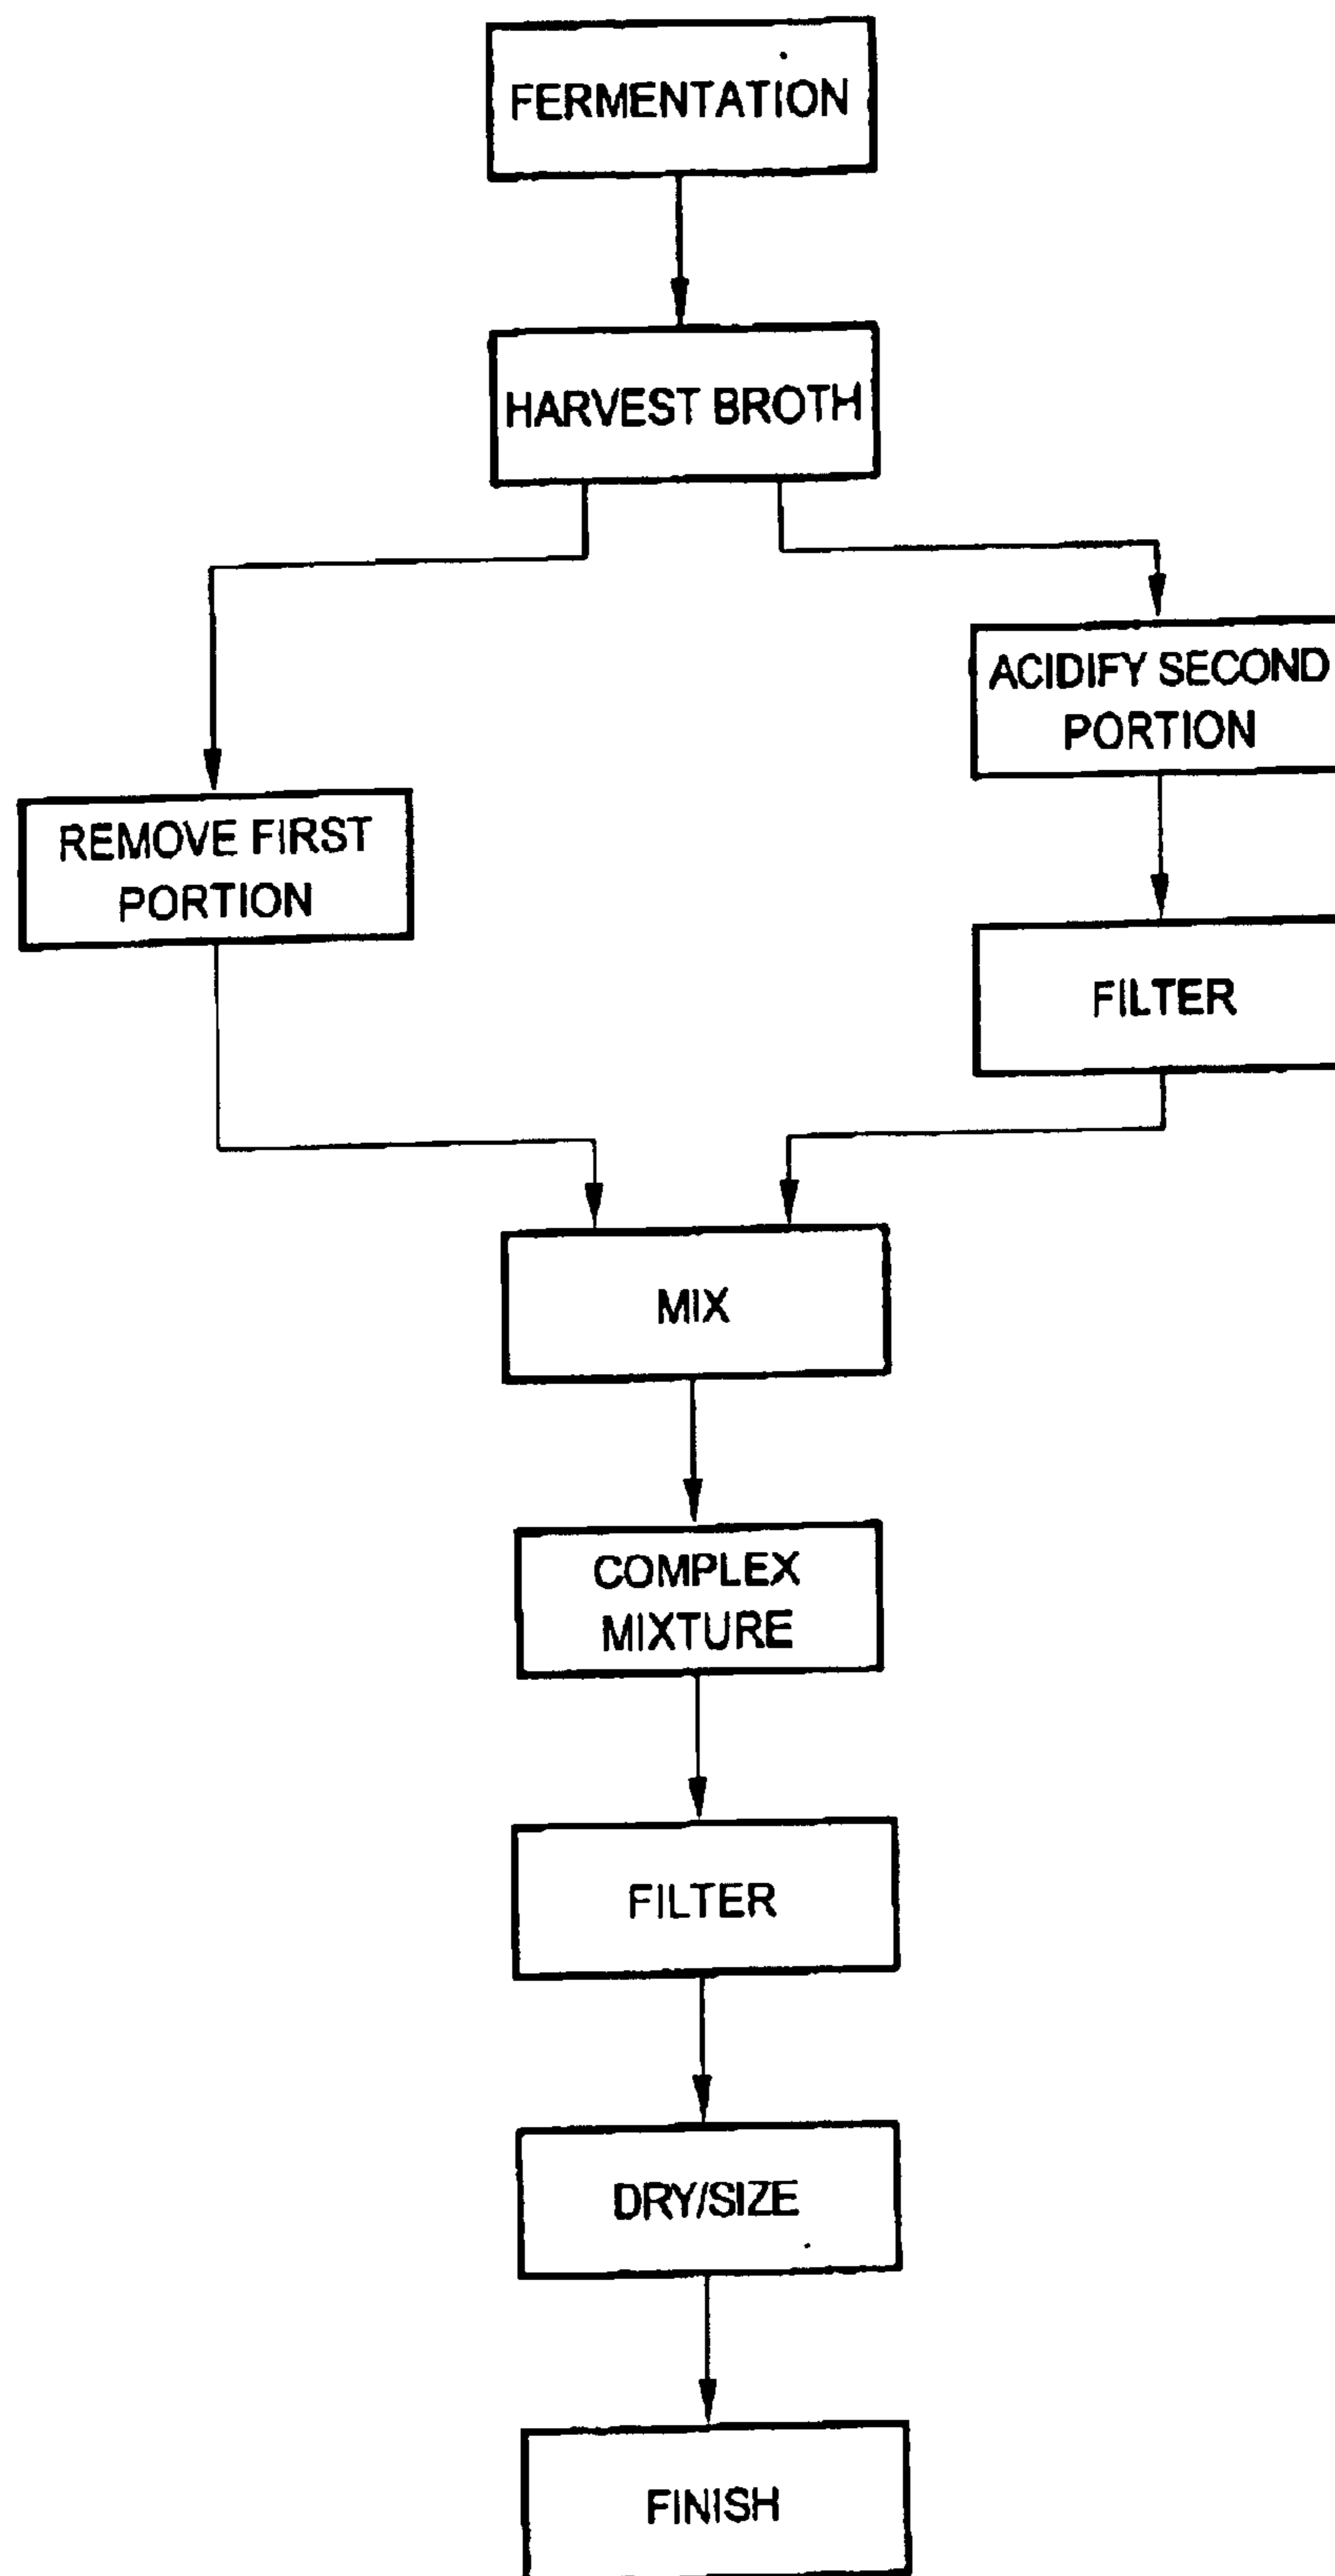 FERMENTATION
HARVEST BROTH
ACIDIFY SECOND
PORTION
REMOVE FIRST
PORTION
FILTER
MIX
COMPLEX
MIXTURE
FILTER
DRY/SIZE
FINISH